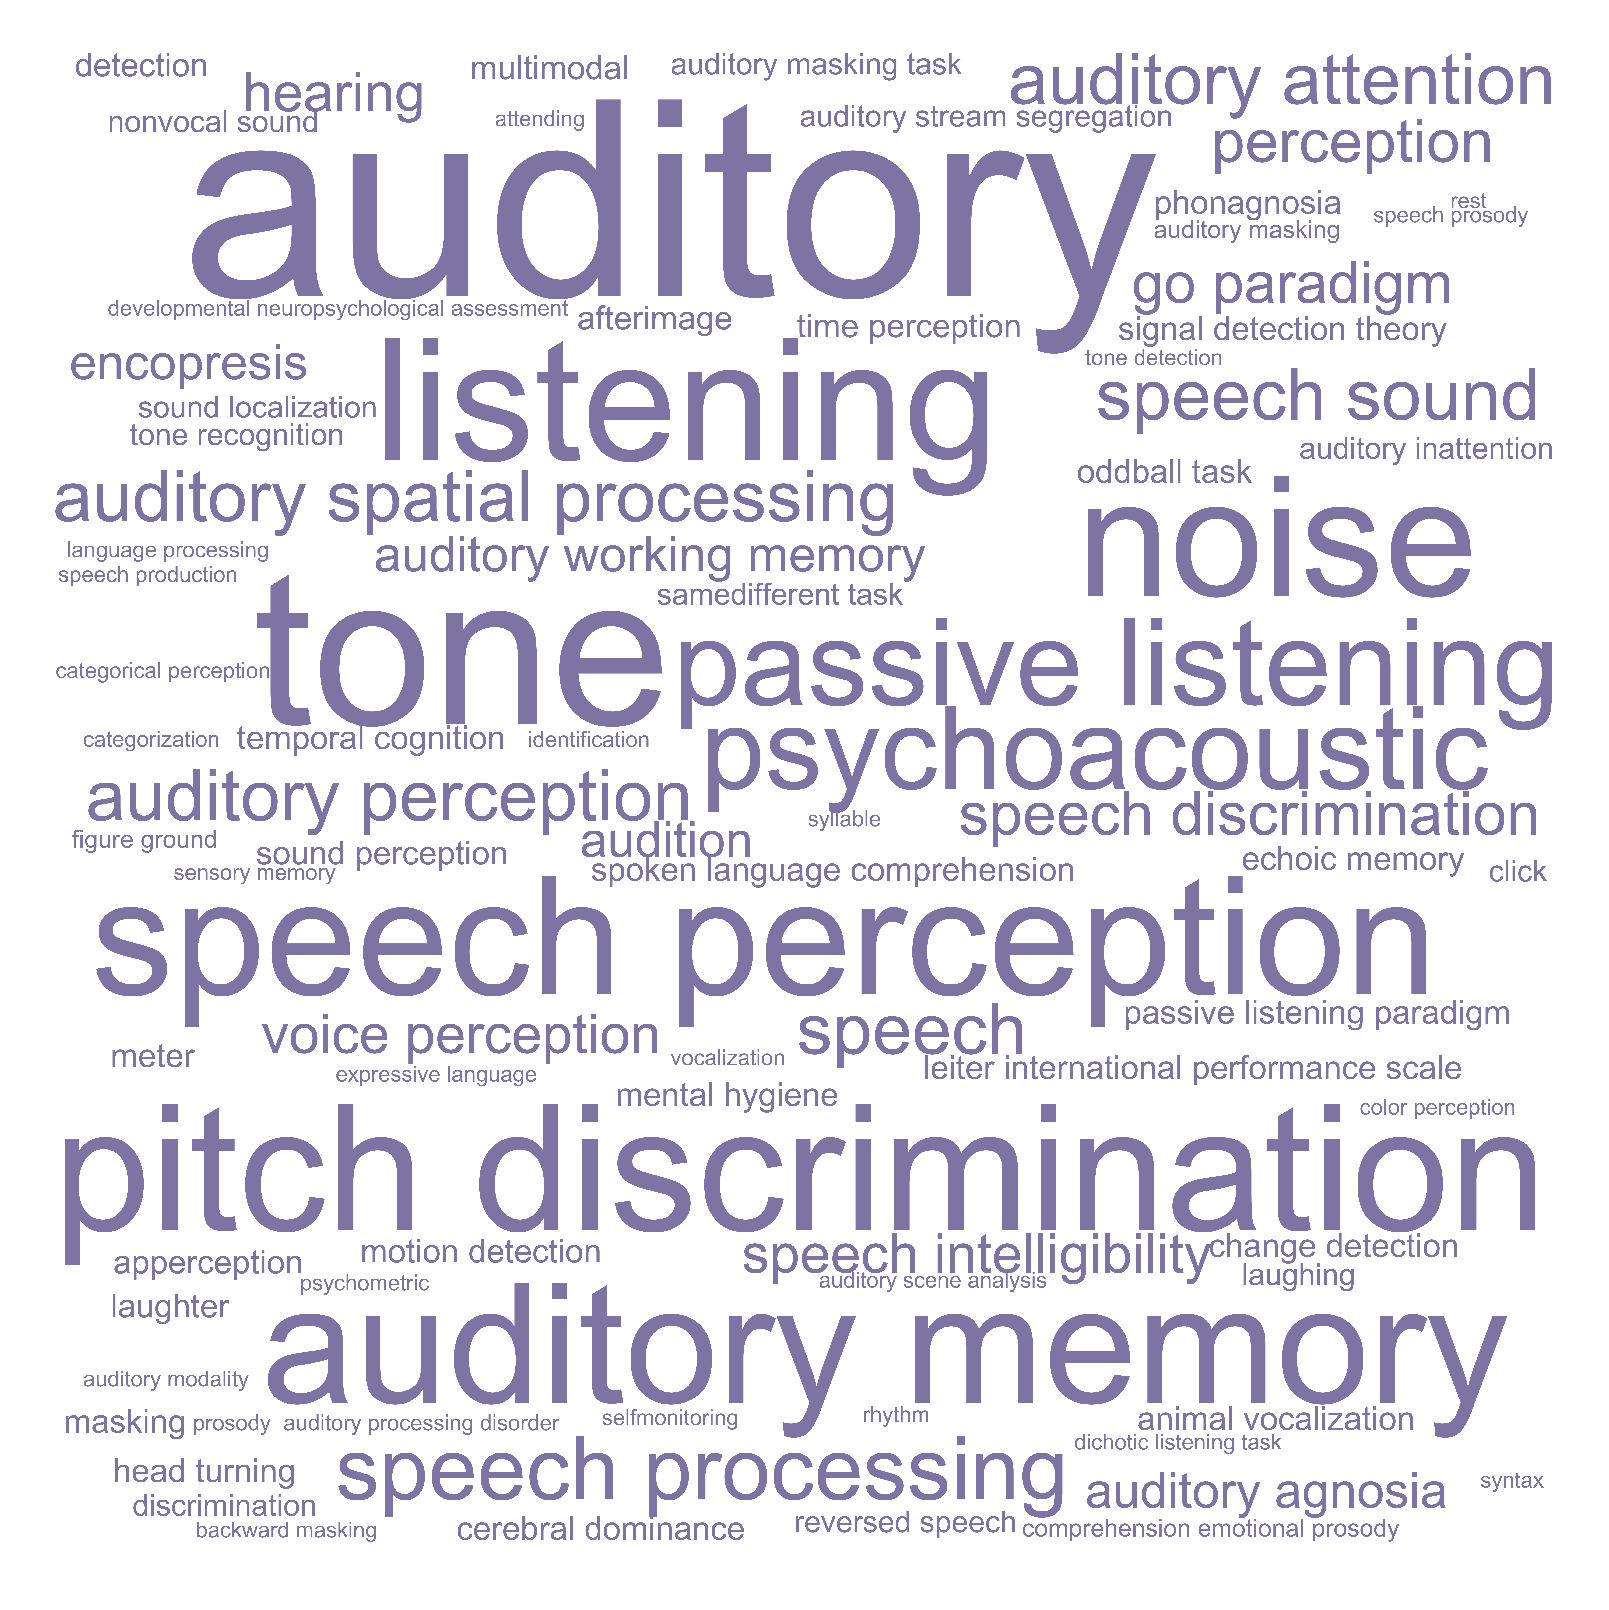 detection
hearing
multimodal
auditory masking task
auditory attention
nonvocal sound
attending
auditory stream segregation
perception
auditory
phonagnosia
rest
speech prosody
auditory masking
go paradigm
developmental neuropsychological assessment
afterimage
time perception
signal detection theory
encopresis
listening
tone detection
speech sound
sound localization
tone recognition
auditory inattention
oddball task
auditory spatial processing
noise
language processing
auditory working memory
speech production
samedifferent task
tone
passive listening
categorical perception
categorization
temporal cognition
identification
psychoacoustic
auditory perception
syllable
speech discrimination
figure ground
audition
sound perception
echoic memory
sensory memory
spoken language comprehension
click
speech perception
passive listening paradigm
voice perception
speech
meter
vocalization
expressive language
leiter international performance scale
mental hygiene
color perception
pitch discrimination
apperception
motion detection
speech intelligibility
change detection
psychometric
auditory scene analysis
laughing
laughter
auditory memory
auditory modality
masking
prosody
auditory processing disorder
selfmonitoring
rhythm
animal vocalization
dichotic listening task
head turning
speech processing
auditory agnosia
syntax
discrimination
backward masking
cerebral dominance
reversed speech
comprehension emotional prosody